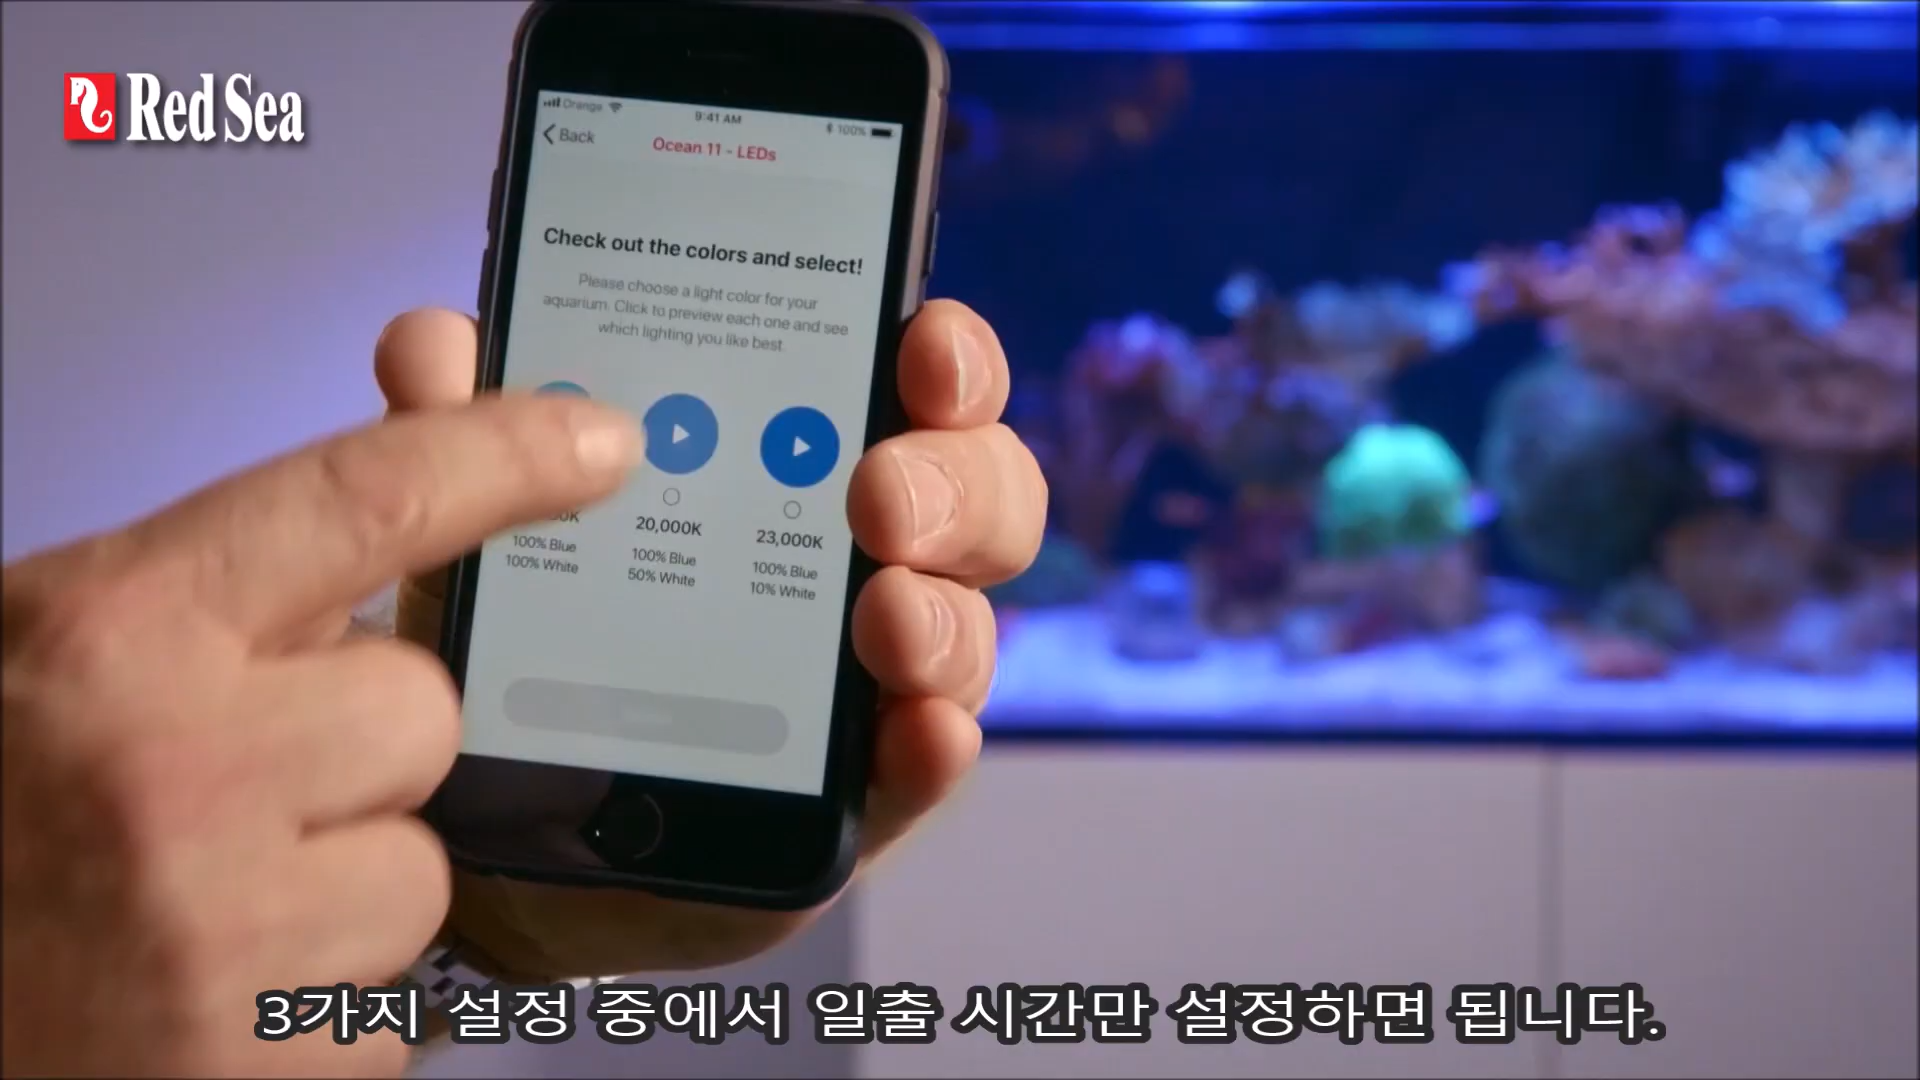 Red Sea
Orange
9:41 AM
100%
Back
Ocean 11 - LEDs
Check out the colors and select!
Please choose a light color for your
aquarium. Click to preview each one and see
which lighting you like best.
20,000K
23,000K
100% Blue
100% White
100% Blue
50% White
100% Blue
10% White
3가지 설정 중에서 일출 시간만 설정하면 됩니다.